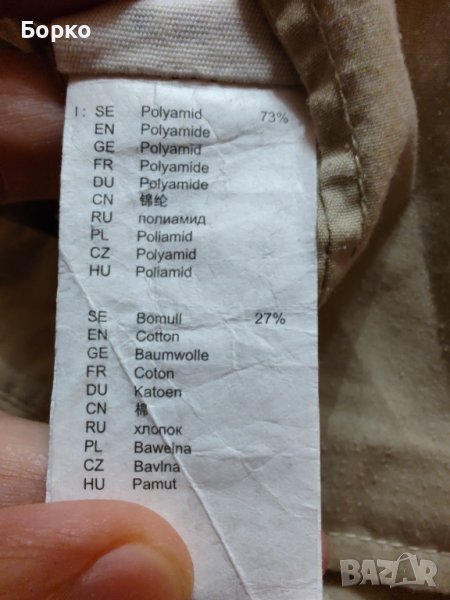 Борко
I: SE Polyamid 73%
EN Polyamide
GE Polyamid
FR Polyamide
DU Polyamide
CN 锦纶
RU полиамид
PL Poliamid
CZ Polyamid
HU Poliamid
SE Bomull 27%
EN Cotton
GE Baumwolle
FR Coton
DU Katoen
CN 棉
RU хлопок
PL Bawelna
CZ Bavlna
HU Pamut
BAZAR